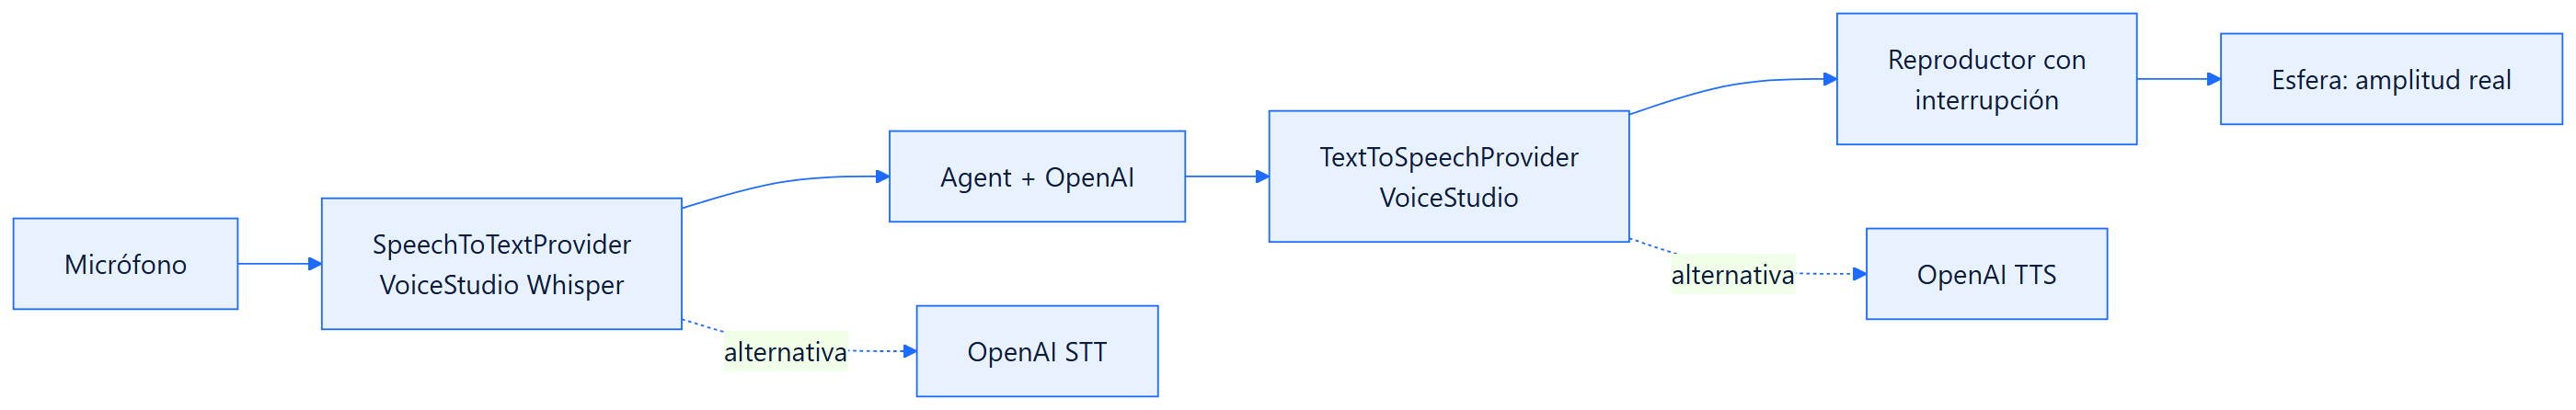 Micrófono
SpeechToTextProvider
VoiceStudio Whisper
alternativa
OpenAI STT
Agent + OpenAI
TextToSpeechProvider
VoiceStudio
alternativa
OpenAI TTS
Reproductor con
interrupción
Esfera: amplitud real